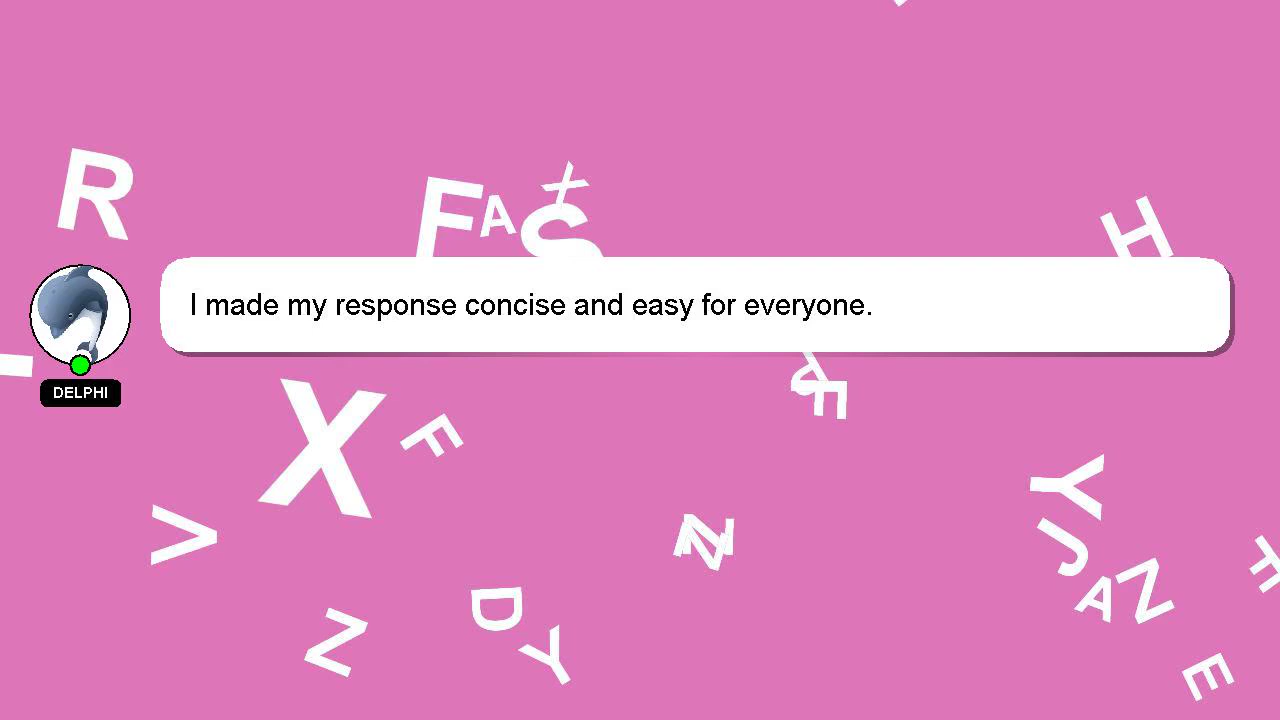 R
F
A
X
S
H
I made my response concise and easy for everyone.
DELPHI
F
X
F
Y
V
N
Z
J
F
A
Z
D
N
Y
E